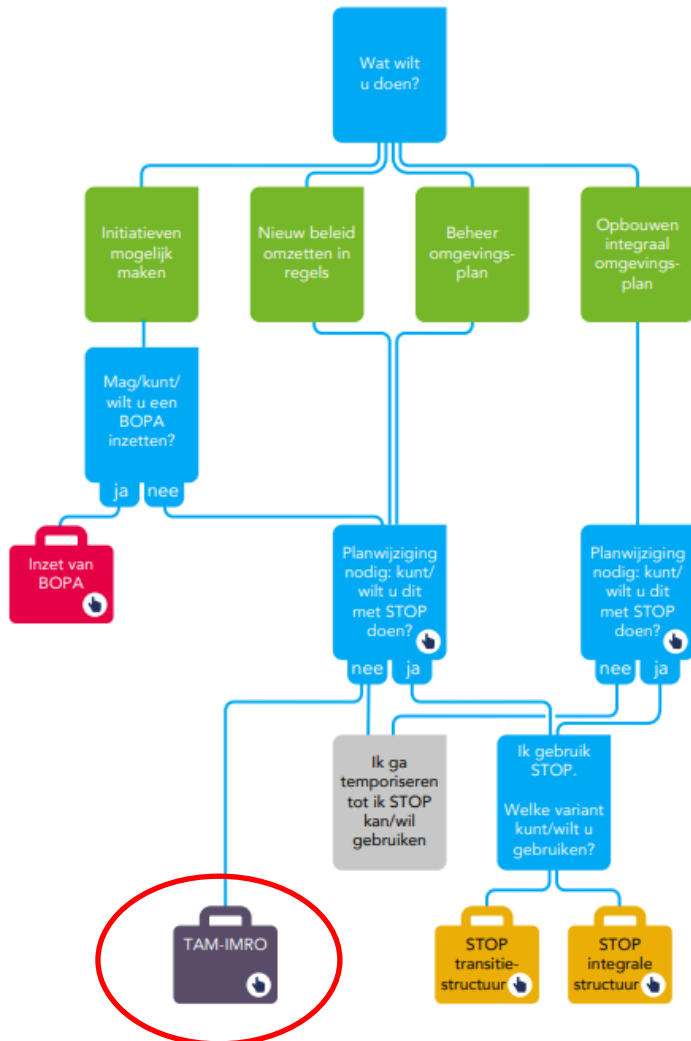 Wat wilt
u doen?
Initiatieven
mogelijk
maken
Nieuw beleid
omzetten in
regels
Beheer
omgevings-
plan
Opbouwen
integraal
omgevings-
plan
Mag/kunt/
wilt u een
BOPA
inzetten?
ja nee
Inzet van
BOPA
Planwijziging
nodig: kunt/
wilt u dit
met STOP
doen?
nee ja
Planwijziging
nodig: kunt/
wilt u dit
met STOP
doen?
nee ja
Ik ga
temporiseren
tot ik STOP
kan/wil
gebruiken
Ik gebruik
STOP.
Welke variant
kunt/wilt u
gebruiken?
TAM-IMRO
STOP
transitie-
structuur
STOP
integrale
structuur